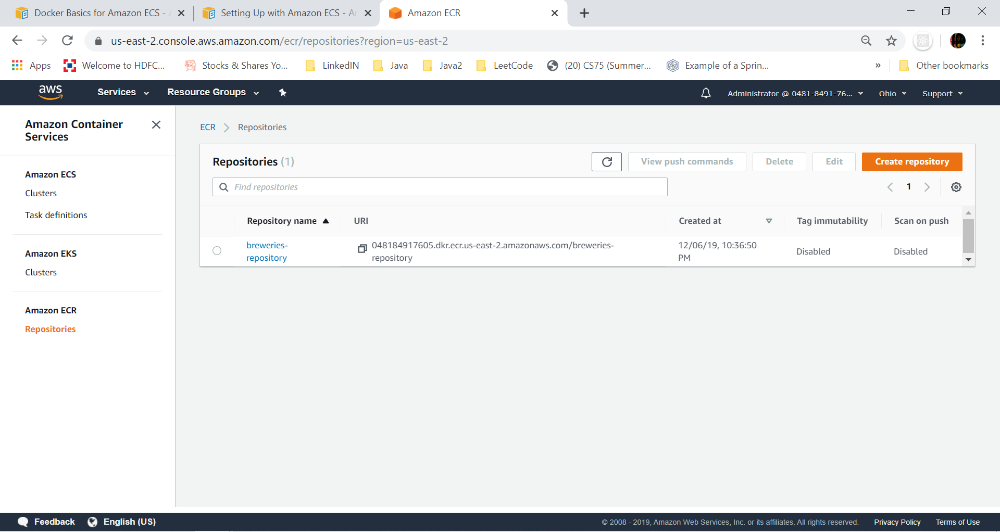 Docker Basics for Amazon ECS -
Setting Up with Amazon ECS - A
Amazon ECR
us-east-2.console.aws.amazon.com/ecr/repositories?region=us-east-2
Apps
Welcome to HDFC...
Stocks & Shares Yo...
LinkedIN
Java
Java2
LeetCode
(20) CS75 (Summer...
Example of a Sprin...
»
Other bookmarks
aws
Services
Resource Groups
Administrator @ 0481-8491-76...
Ohio
Support
Amazon Container
Services
Amazon ECS
Clusters
Task definitions
Amazon EKS
Clusters
Amazon ECR
Repositories
ECR
Repositories
Repositories (1)
View push commands
Delete
Edit
Create repository
Find repositories
1
Repository name
URI
Created at
Tag immutability
Scan on push
breweries-
repository
048184917605.dkr.ecr.us-east-2.amazonaws.com/breweries-
repository
12/06/19, 10:36:50
PM
Disabled
Disabled
Feedback
English (US)
© 2008 - 2019, Amazon Web Services, Inc. or its affiliates. All rights reserved.
Privacy Policy
Terms of Use